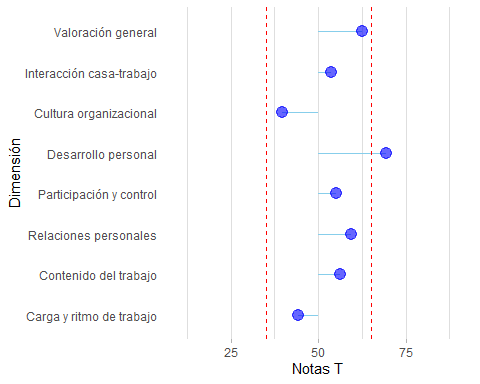 Valoración general
Interacción casa-trabajo
Cultura organizacional
Desarrollo personal
Participación y control
Relaciones personales
Contenido del trabajo
Carga y ritmo de trabajo
Dimensión
25 50 75
Notas T